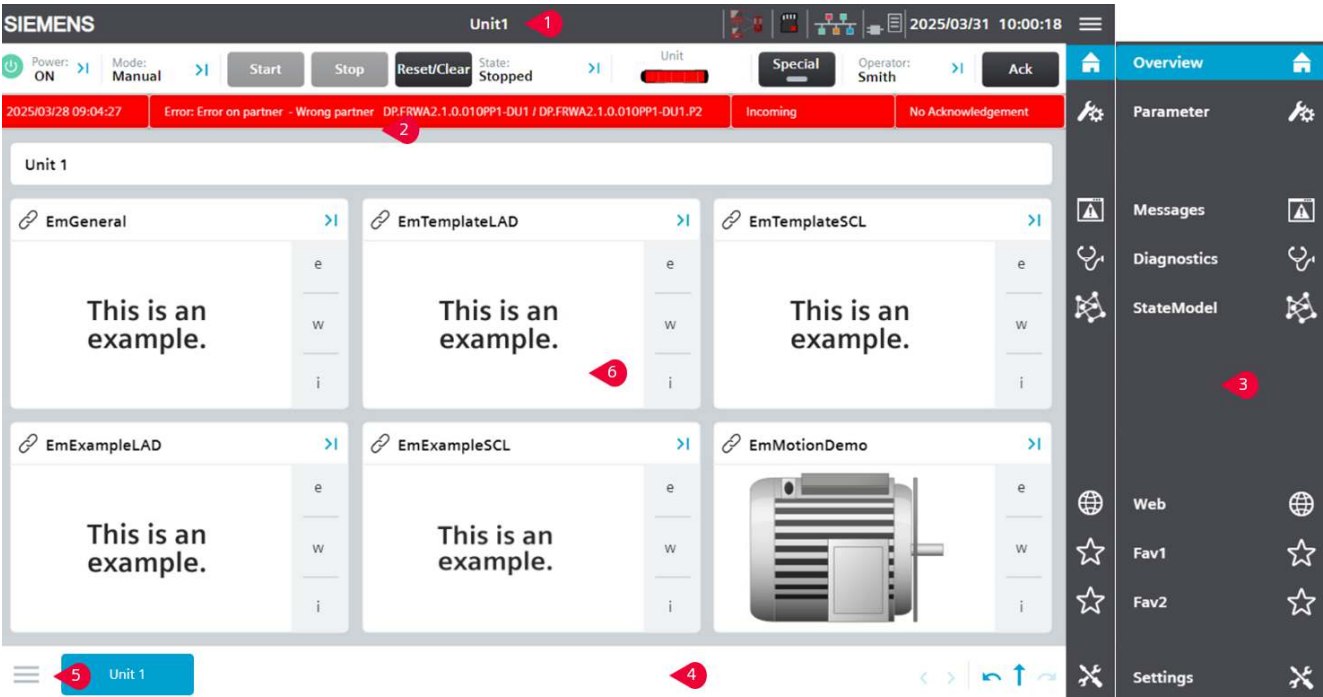 SIEMENS
Unit1
1
2025/03/31 10:00:18
Power:
ON
Mode:
Manual
Start
Stop
Reset/Clear
State:
Stopped
Unit
Special
Operator:
Smith
Ack
Overview
2025/03/28 09:04:27
Error: Error on partner - Wrong partner DP.FRWA2.1.0.010PP1-DU1 / DP.FRWA2.1.0.010PP1-DU1.P2
Incoming
No Acknowledgement
2
Parameter
Unit 1
Messages
Diagnostics
StateModel
3
EmGeneral
This is an
example.
e
w
i
EmTemplateLAD
This is an
example.
e
w
i
6
EmTemplateSCL
This is an
example.
e
w
i
EmExampleLAD
This is an
example.
e
w
i
EmExampleSCL
This is an
example.
e
w
i
EmMotionDemo
e
w
i
Web
Fav1
Fav2
5
Unit 1
4
Settings